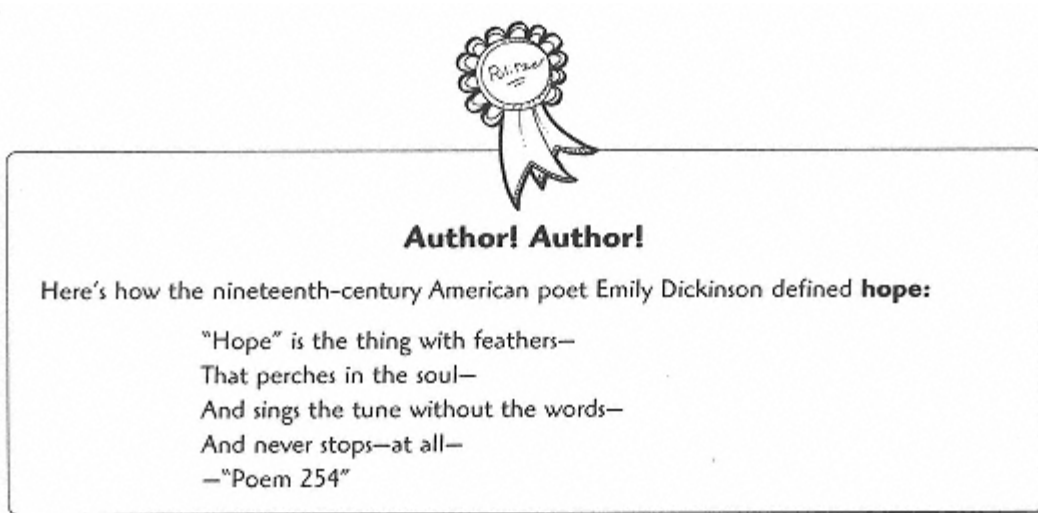 Pulitzer
Author! Author!
Here's how the nineteenth-century American poet Emily Dickinson defined hope:
"Hope" is the thing with feathers—
That perches in the soul—
And sings the tune without the words—
And never stops—at all—
—"Poem 254"